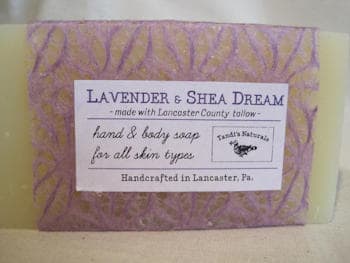 LAVENDER & SHEA DREAM
- made with Lancaster County tallow -
hand & body soap
for all skin types
Tandi's Naturals
Handcrafted in Lancaster, Pa.